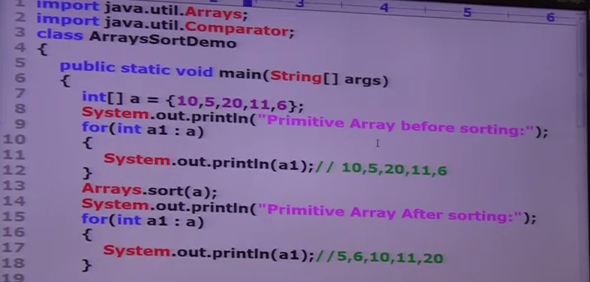 4 5 6
1 import java.util.Arrays;
2 import java.util.Comparator;
3 class ArraysSortDemo
4 {
5 public static void main(String[] args)
6 {
7 int[] a = {10,5,20,11,6};
8 System.out.println("Primitive Array before sorting:");
9 for(int a1 : a)
10 {
11 System.out.println(a1);// 10,5,20,11,6
12 }
13 Arrays.sort(a);
14 System.out.println("Primitive Array After sorting:");
15 for(int a1 : a)
16 {
17 System.out.println(a1);//5,6,10,11,20
18 }
19